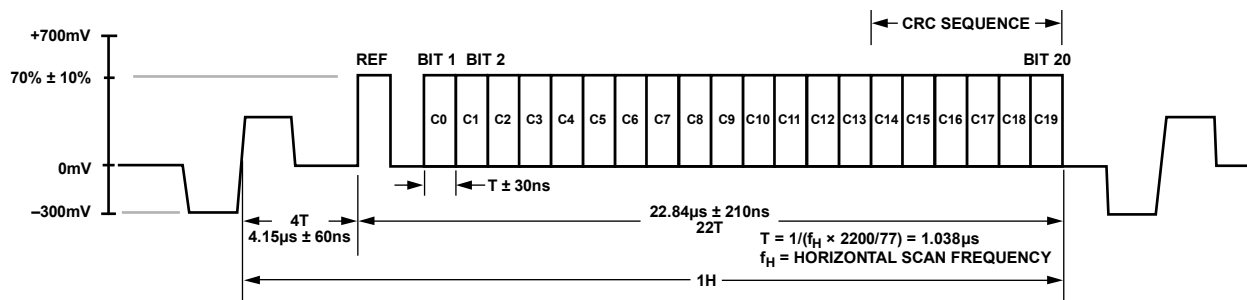 CRC SEQUENCE
+700mV
REF
BIT 1
BIT 2
BIT 20
70% ± 10%
C0
C1
C2
C3
C4
C5
C6
C7
C8
C9
C10
C11
C12
C13
C14
C15
C16
C17
C18
C19
0mV
T ± 30ns
–300mV
4T
4.15µs ± 60ns
22.84µs ± 210ns
22T
T = 1/(fH × 2200/77) = 1.038µs
fH = HORIZONTAL SCAN FREQUENCY
1H